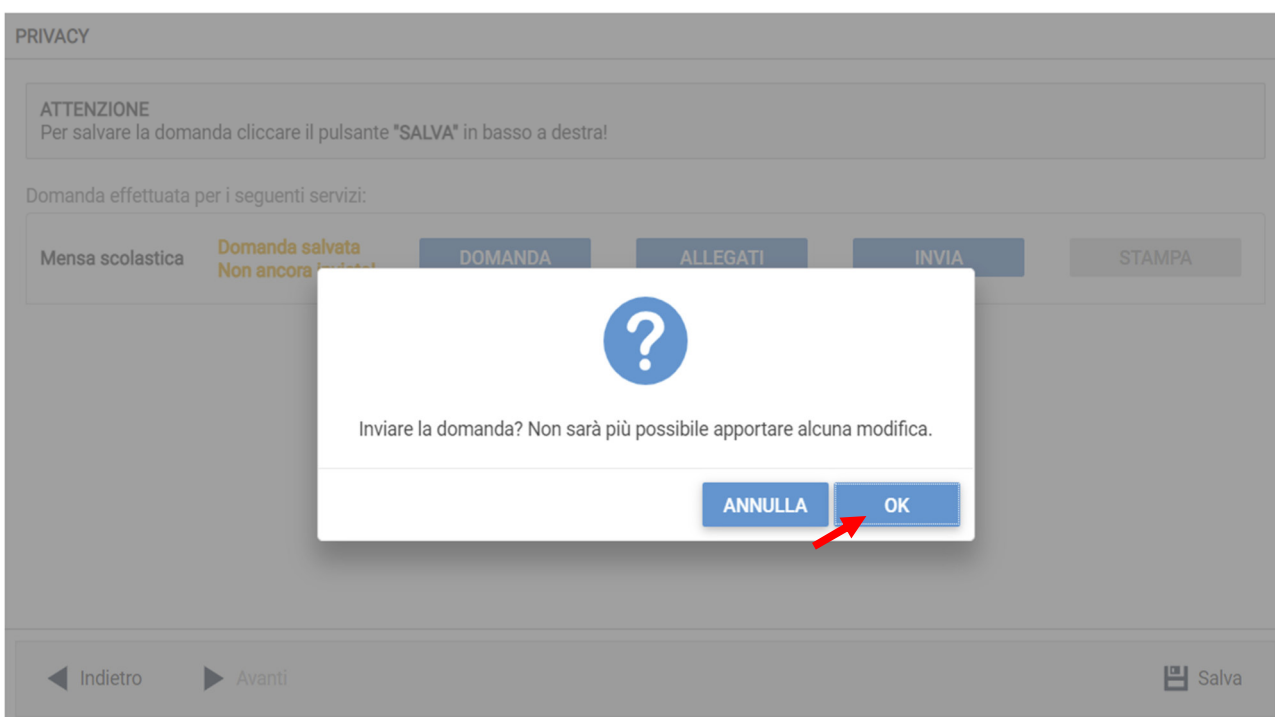 PRIVACY
ATTENZIONE
Per salvare la domanda cliccare il pulsante "SALVA" in basso a destra!
Domanda effettuata per i seguenti servizi:
Mensa scolastica
Domanda salvata
Non ancora
DOMANDA
ALLEGATI
INVIA
STAMPA
?
Inviare la domanda? Non sarà più possibile apportare alcuna modifica.
ANNULLA
OK
Indietro
Avanti
Salva